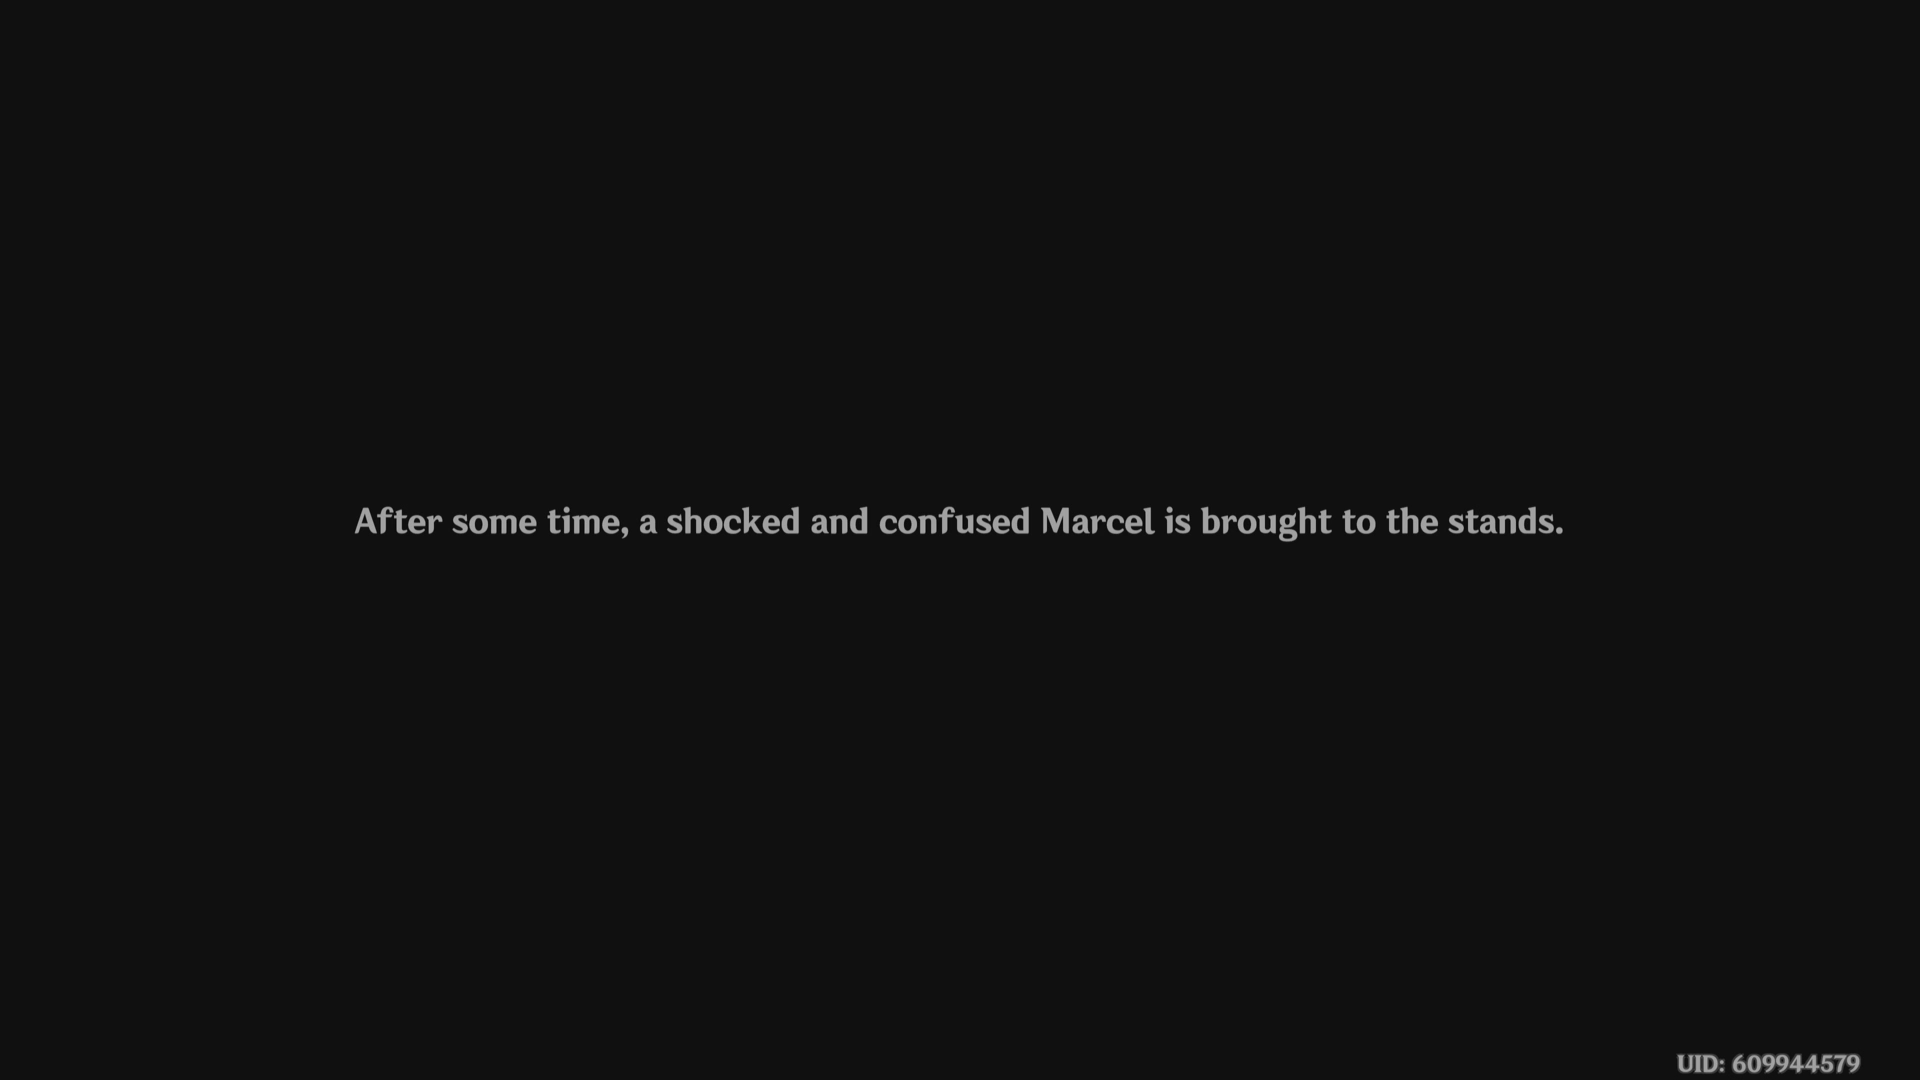 After some time, a shocked and confused Marcel is brought to the stands.
UID: 609944579